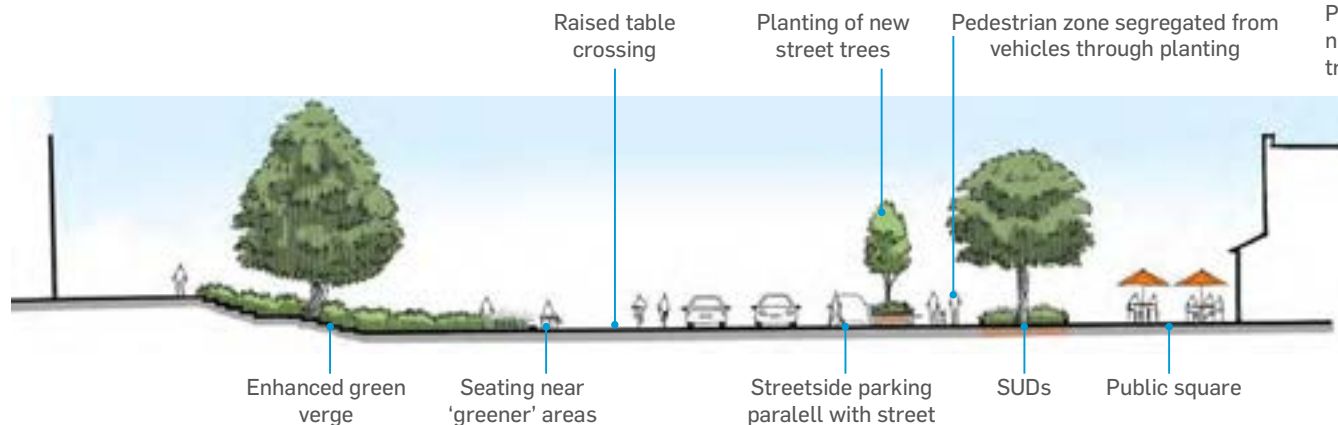 Raised table
crossing
Planting of new
street trees
Pedestrian zone segregated from
vehicles through planting
Enhanced green
verge
Seating near
‘greener’ areas
Streetside parking
paralell with street
SUDs
Public square